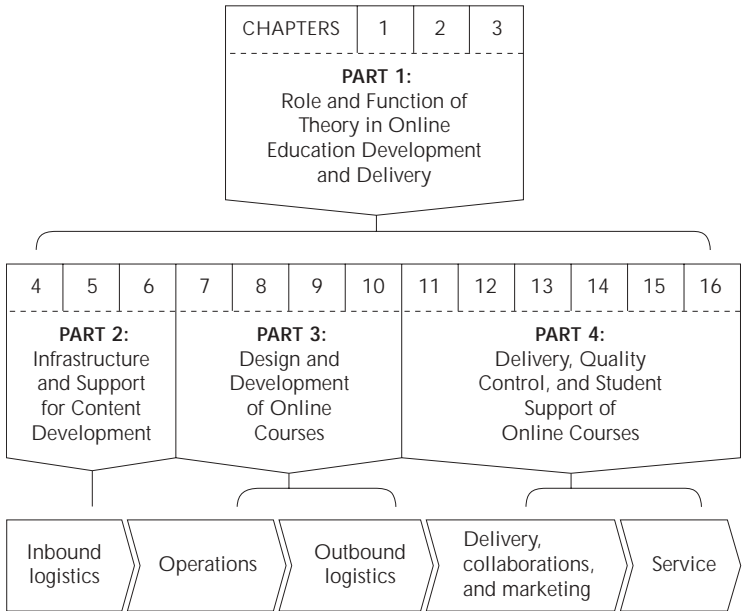 CHAPTERS 1 2 3
PART 1:
Role and Function of
Theory in Online
Education Development
and Delivery
4 5 6 7 8 9 10 11 12 13 14 15 16
PART 2:
Infrastructure
and Support
for Content
Development
PART 3:
Design and
Development
of Online
Courses
PART 4:
Delivery, Quality
Control, and Student
Support of
Online Courses
Inbound
logistics
Operations
Outbound
logistics
Delivery,
collaborations,
and marketing
Service